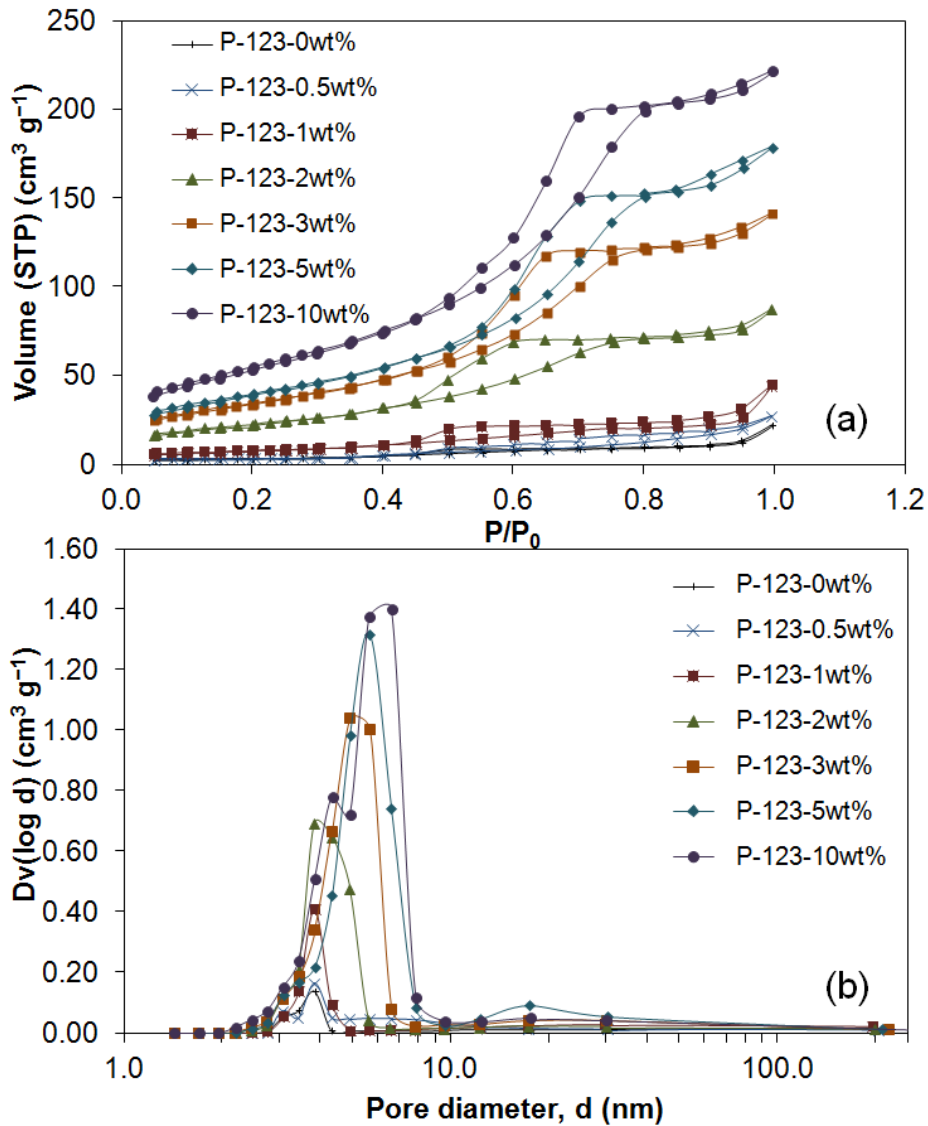 250
200
150
100
50
0
Volume (STP) (cm³ g⁻¹)
P-123-0wt%
P-123-0.5wt%
P-123-1wt%
P-123-2wt%
P-123-3wt%
P-123-5wt%
P-123-10wt%
(a)
0.0 0.2 0.4 0.6 0.8 1.0 1.2
P/P₀
1.60
1.40
1.20
1.00
0.80
0.60
0.40
0.20
0.00
Dv(log d) (cm³ g⁻¹)
P-123-0wt%
P-123-0.5wt%
P-123-1wt%
P-123-2wt%
P-123-3wt%
P-123-5wt%
P-123-10wt%
(b)
1.0 10.0 100.0
Pore diameter, d (nm)